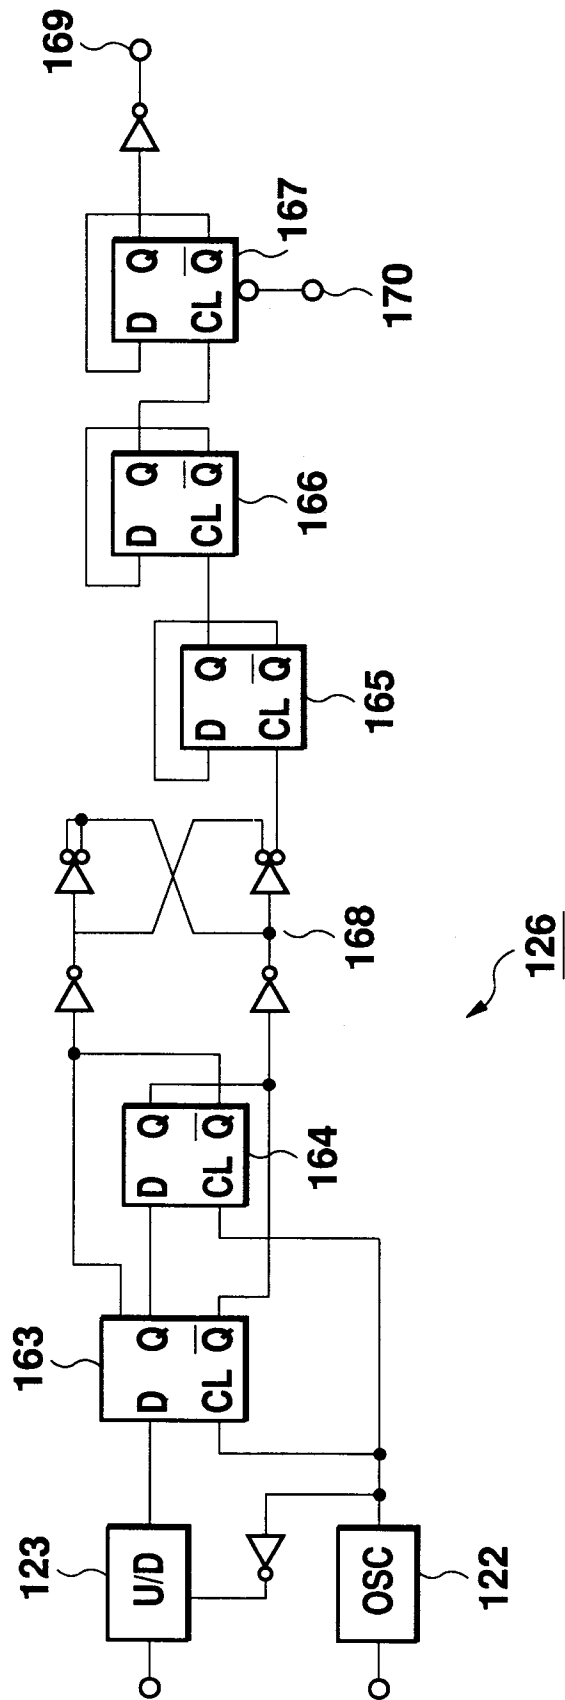 123
U/D
OSC
122
163
D Q
CL Q̅
D Q
CL Q̅
164
168
D Q
CL Q̅
165
D Q
CL Q̅
166
D Q
CL Q̅
167
170
169
126